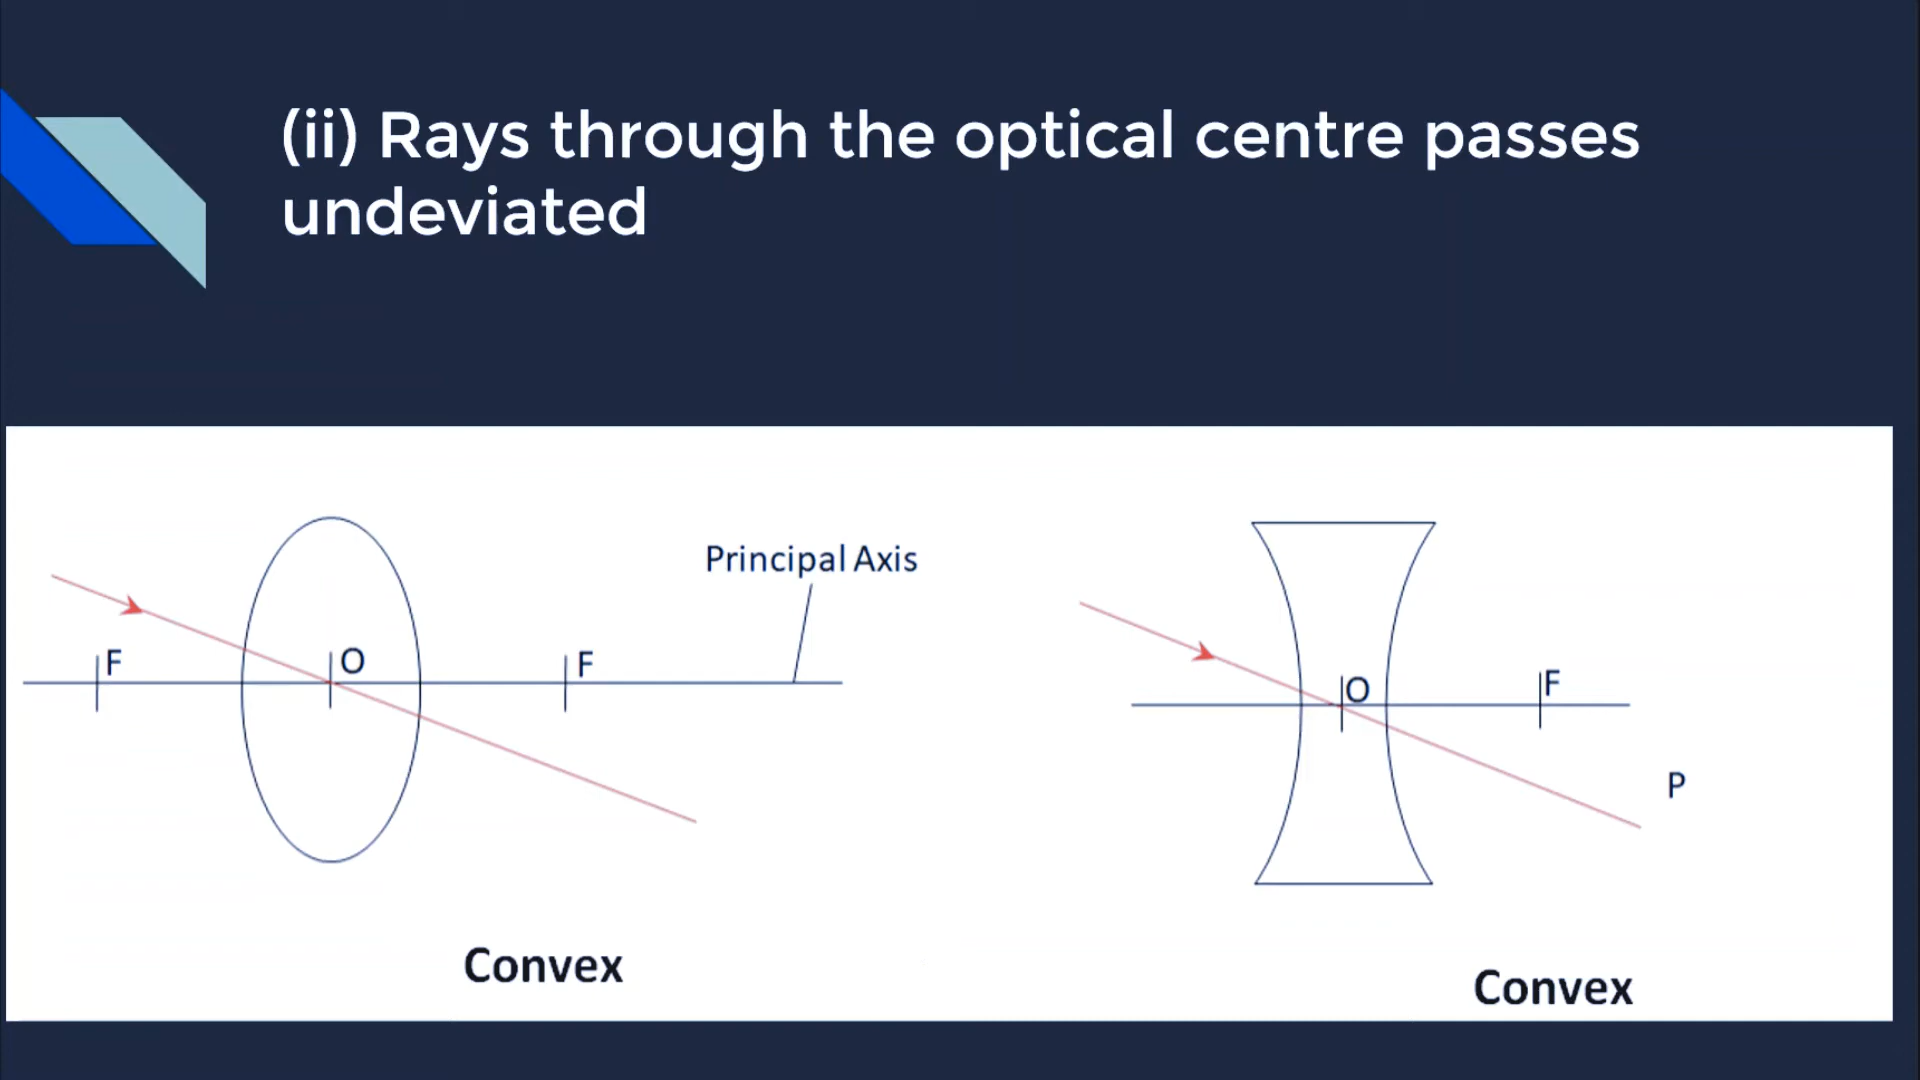 (ii) Rays through the optical centre passes
undeviated
Principal Axis
F
O
F
O
F
P
Convex
Convex